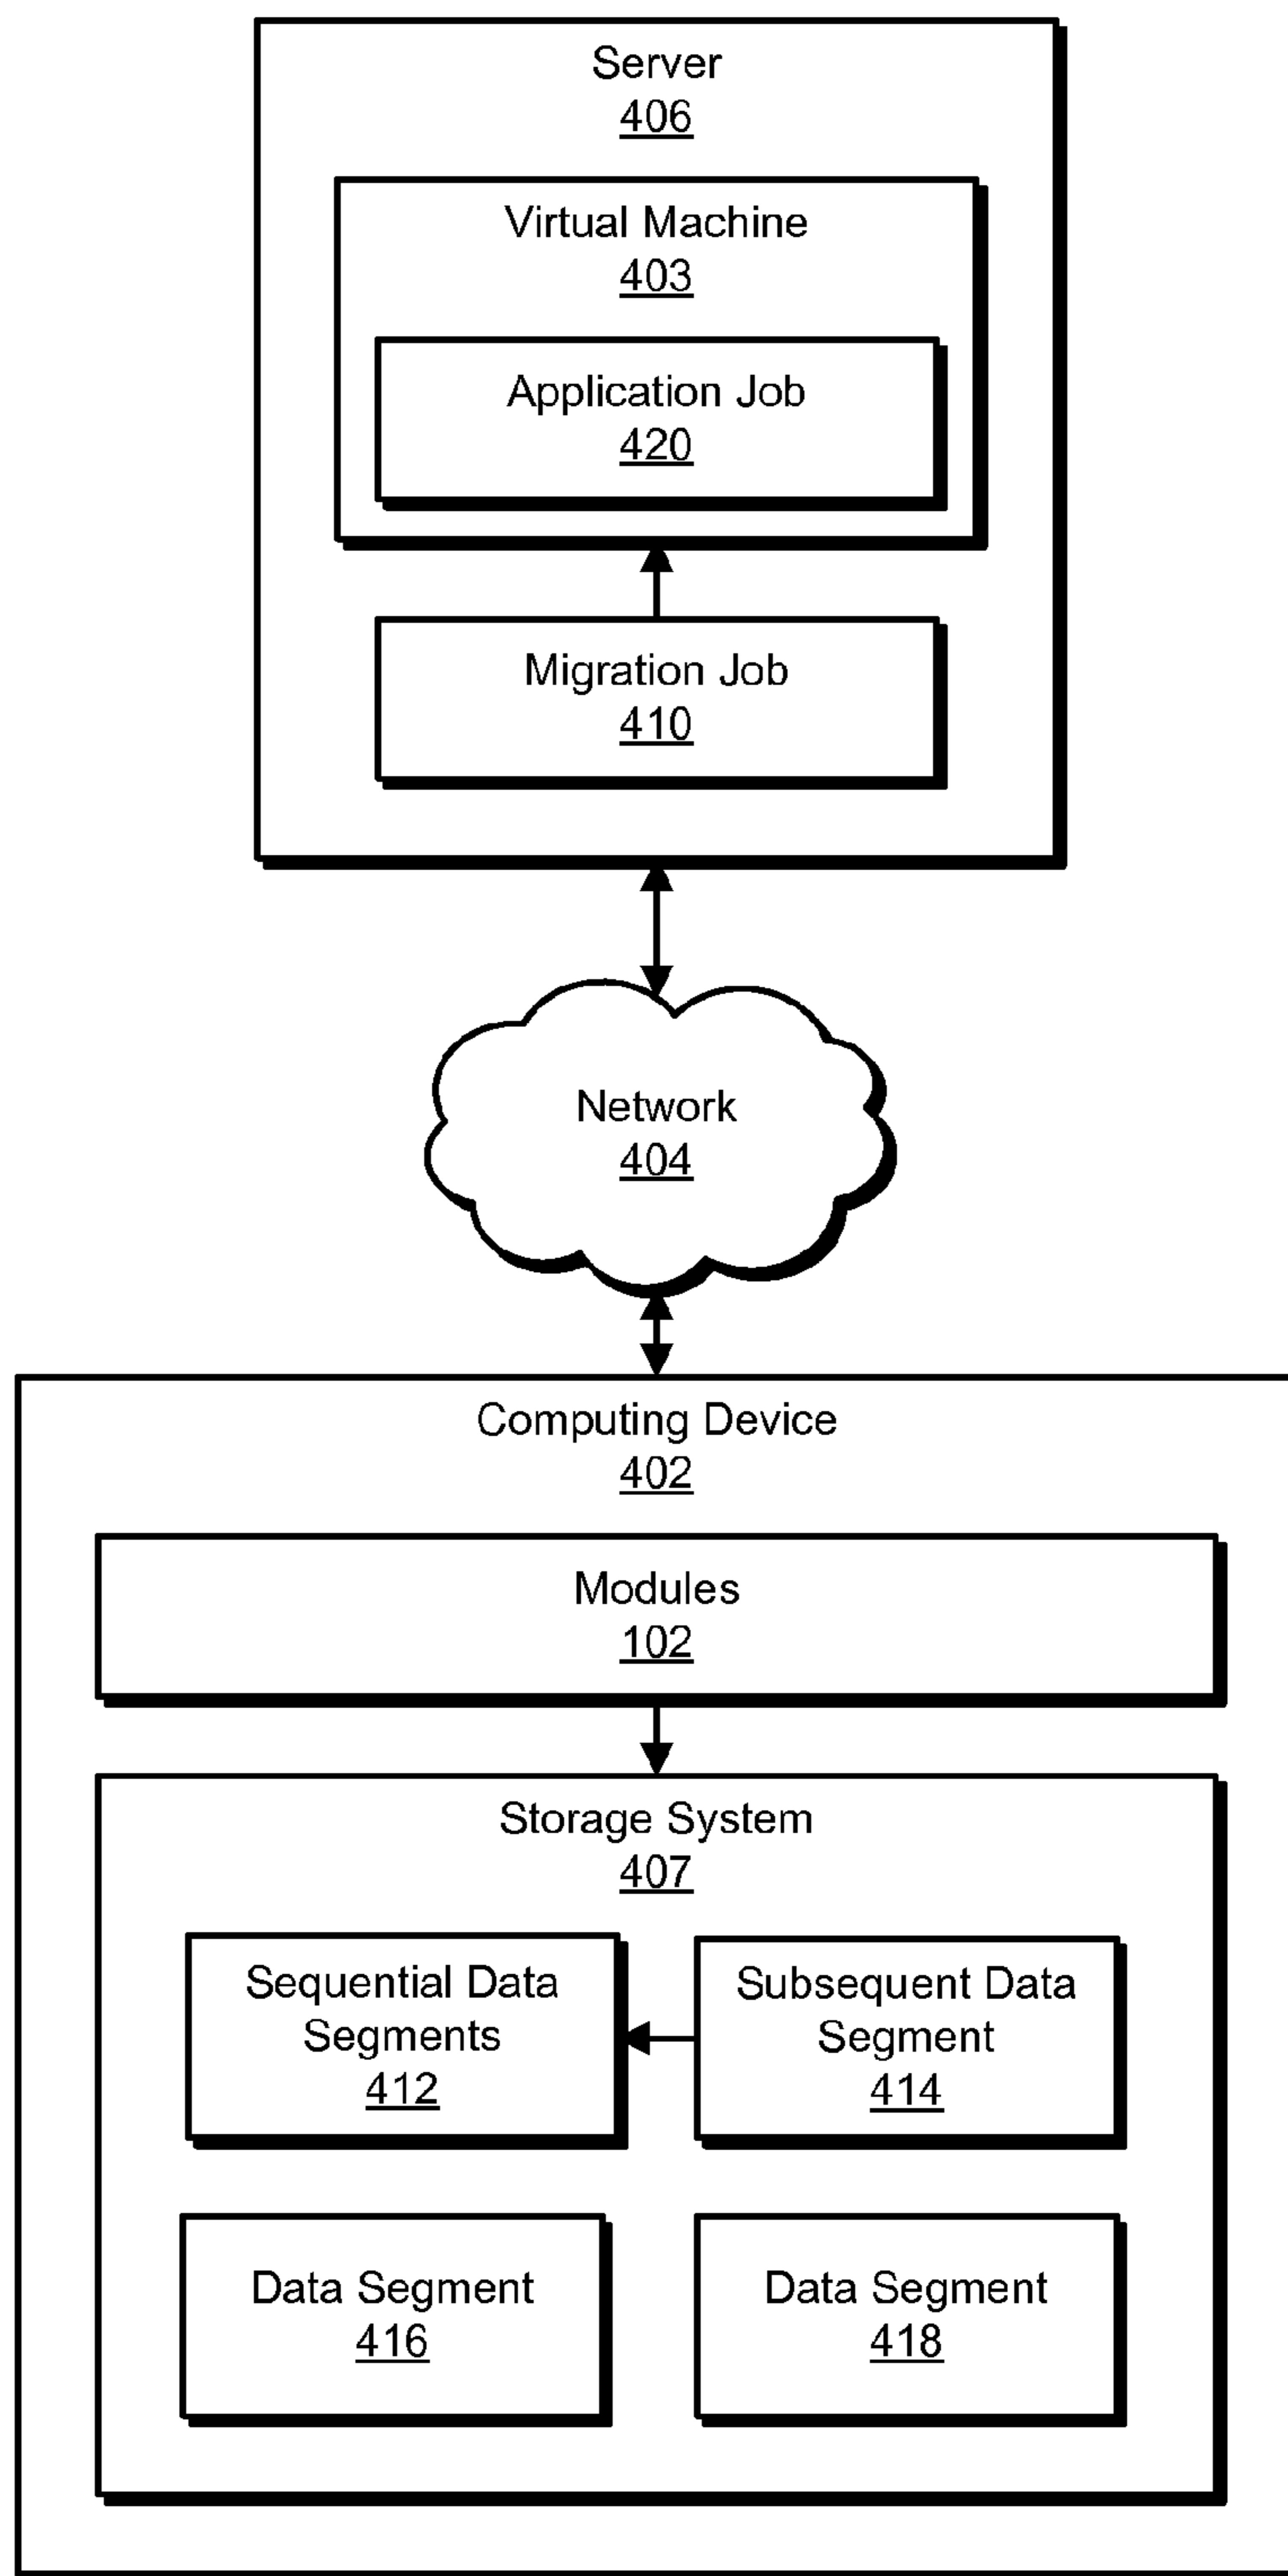 Server
406
Virtual Machine
403
Application Job
420
Migration Job
410
Network
404
Computing Device
402
Modules
102
Storage System
407
Sequential Data
Segments
412
Subsequent Data
Segment
414
Data Segment
416
Data Segment
418